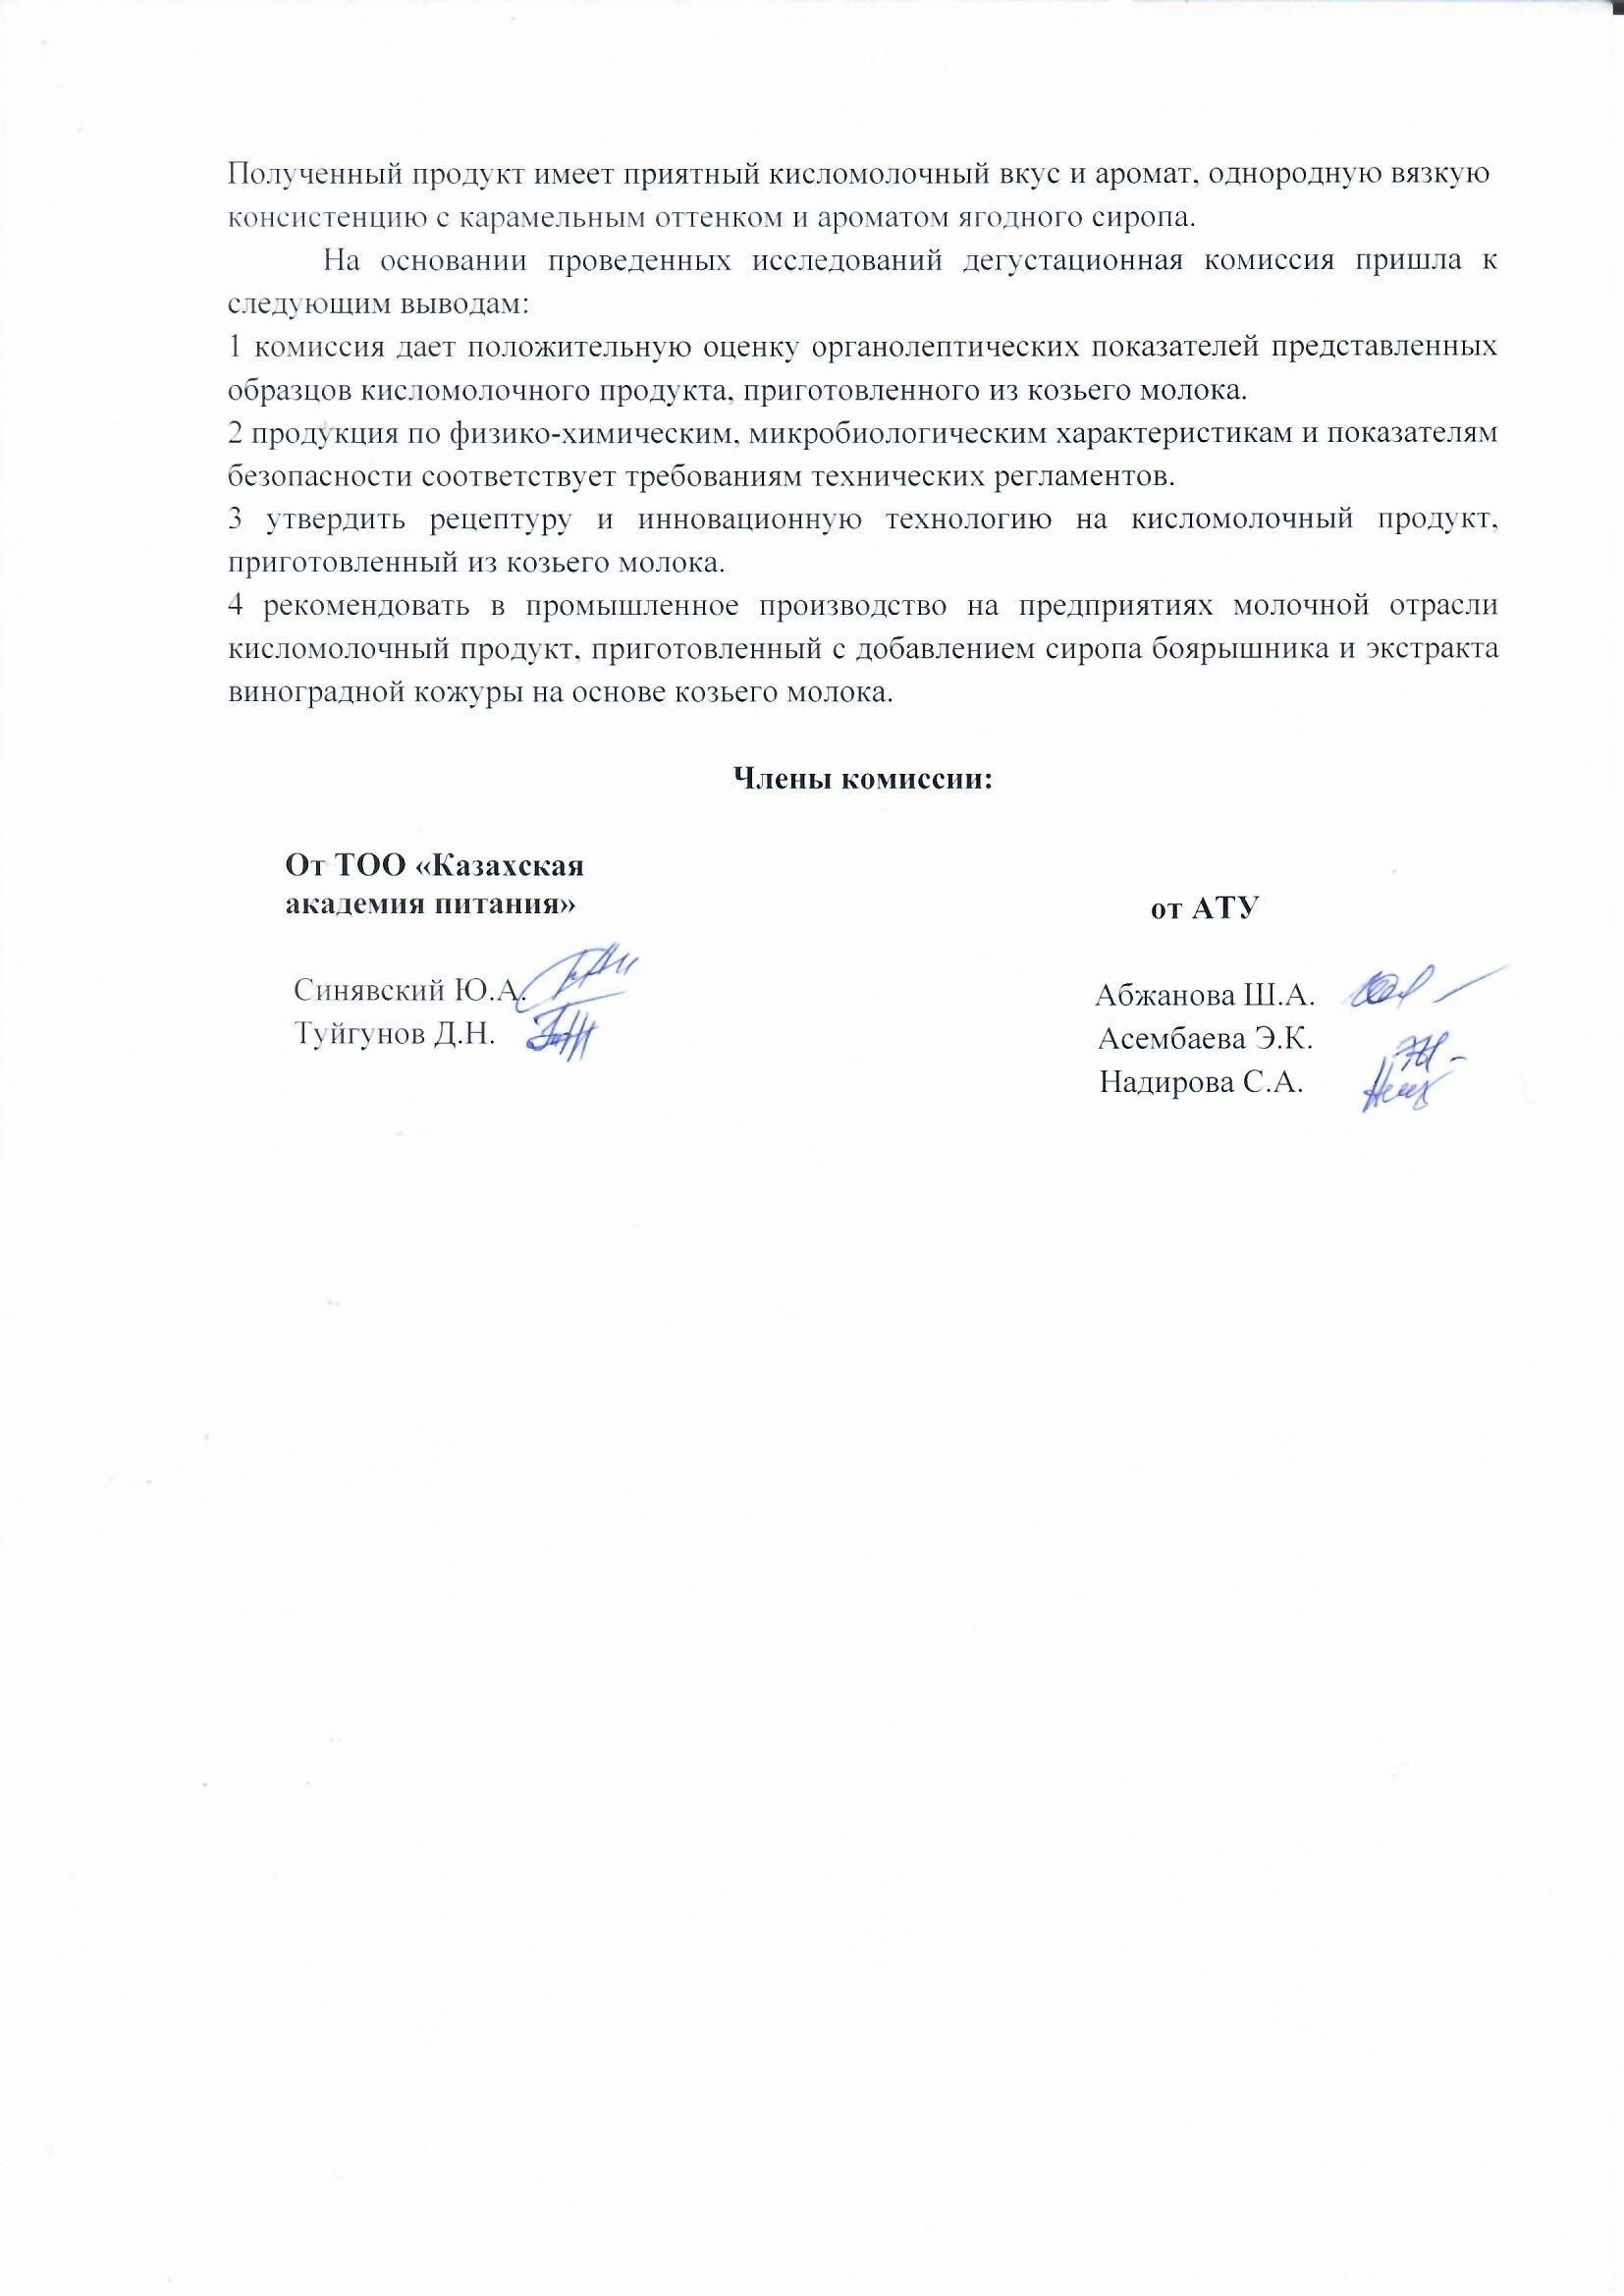 Полученный продукт имеет приятный кисломолочный вкус и аромат, однородную вязкую
консистенцию с карамельным оттенком и ароматом ягодного сиропа.
На основании проведенных исследований дегустационная комиссия пришла к
следующим выводам:
1 комиссия дает положительную оценку органолептических показателей представленных
образцов кисломолочного продукта, приготовленного из козьего молока.
2 продукция по физико-химическим, микробиологическим характеристикам и показателям
безопасности соответствует требованиям технических регламентов.
3 утвердить рецептуру и инновационную технологию на кисломолочный продукт,
приготовленный из козьего молока.
4 рекомендовать в промышленное производство на предприятиях молочной отрасли
кисломолочный продукт, приготовленный с добавлением сиропа боярышника и экстракта
виноградной кожуры на основе козьего молока.
Члены комиссии:
От ТОО «Казахская
академия питания»
Синявский Ю.А.
Туйгунов Д.Н.
от АТУ
Абжанова Ш.А.
Асембаева Э.К.
Надирова С.А.